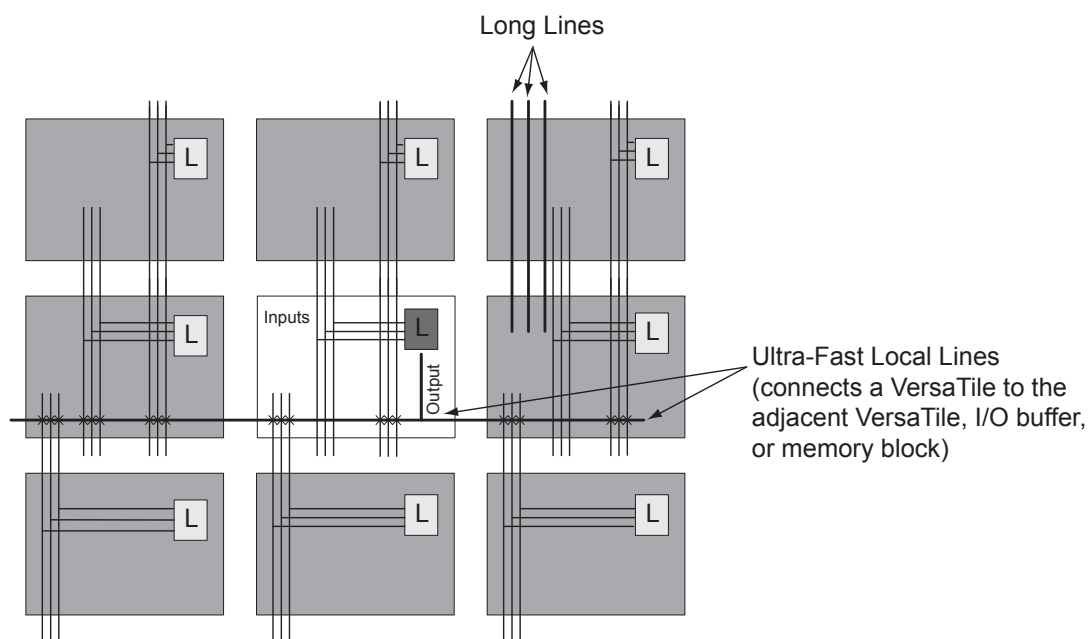 Long Lines
L
L
L
Inputs
L
L
L
Output
Ultra-Fast Local Lines
(connects a VersaTile to the
adjacent VersaTile, I/O buffer,
or memory block)
L
L
L